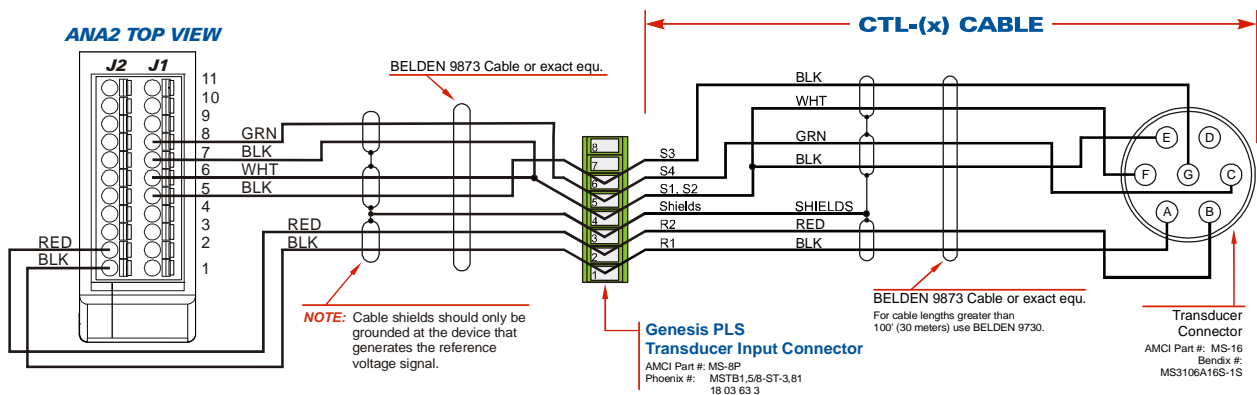 CTL-(x) CABLE
ANA2 TOP VIEW
J2 J1
11
10
9
8
7
6
5
4
3
2
1
GRN
BLK
WHT
BLK
RED
BLK
RED
BLK
BELDEN 9873 Cable or exact equ.
NOTE: Cable shields should only be
grounded at the device that
generates the reference
voltage signal.
8
7
6
5
4
3
2
1
S3
S4
S1, S2
Shields
R2
R1
BLK
WHT
GRN
BLK
SHIELDS
RED
BLK
E
D
F
G
C
A
B
Genesis PLS
Transducer Input Connector
AMCI Part #: MS-8P
Phoenix #: MSTB1,5/8-ST-3,81
18 03 63 3
BELDEN 9873 Cable or exact equ.
For cable lengths greater than
100' (30 meters) use BELDEN 9730.
Transducer
Connector
AMCI Part #: MS-16
Bendix #:
MS3106A16S-1S